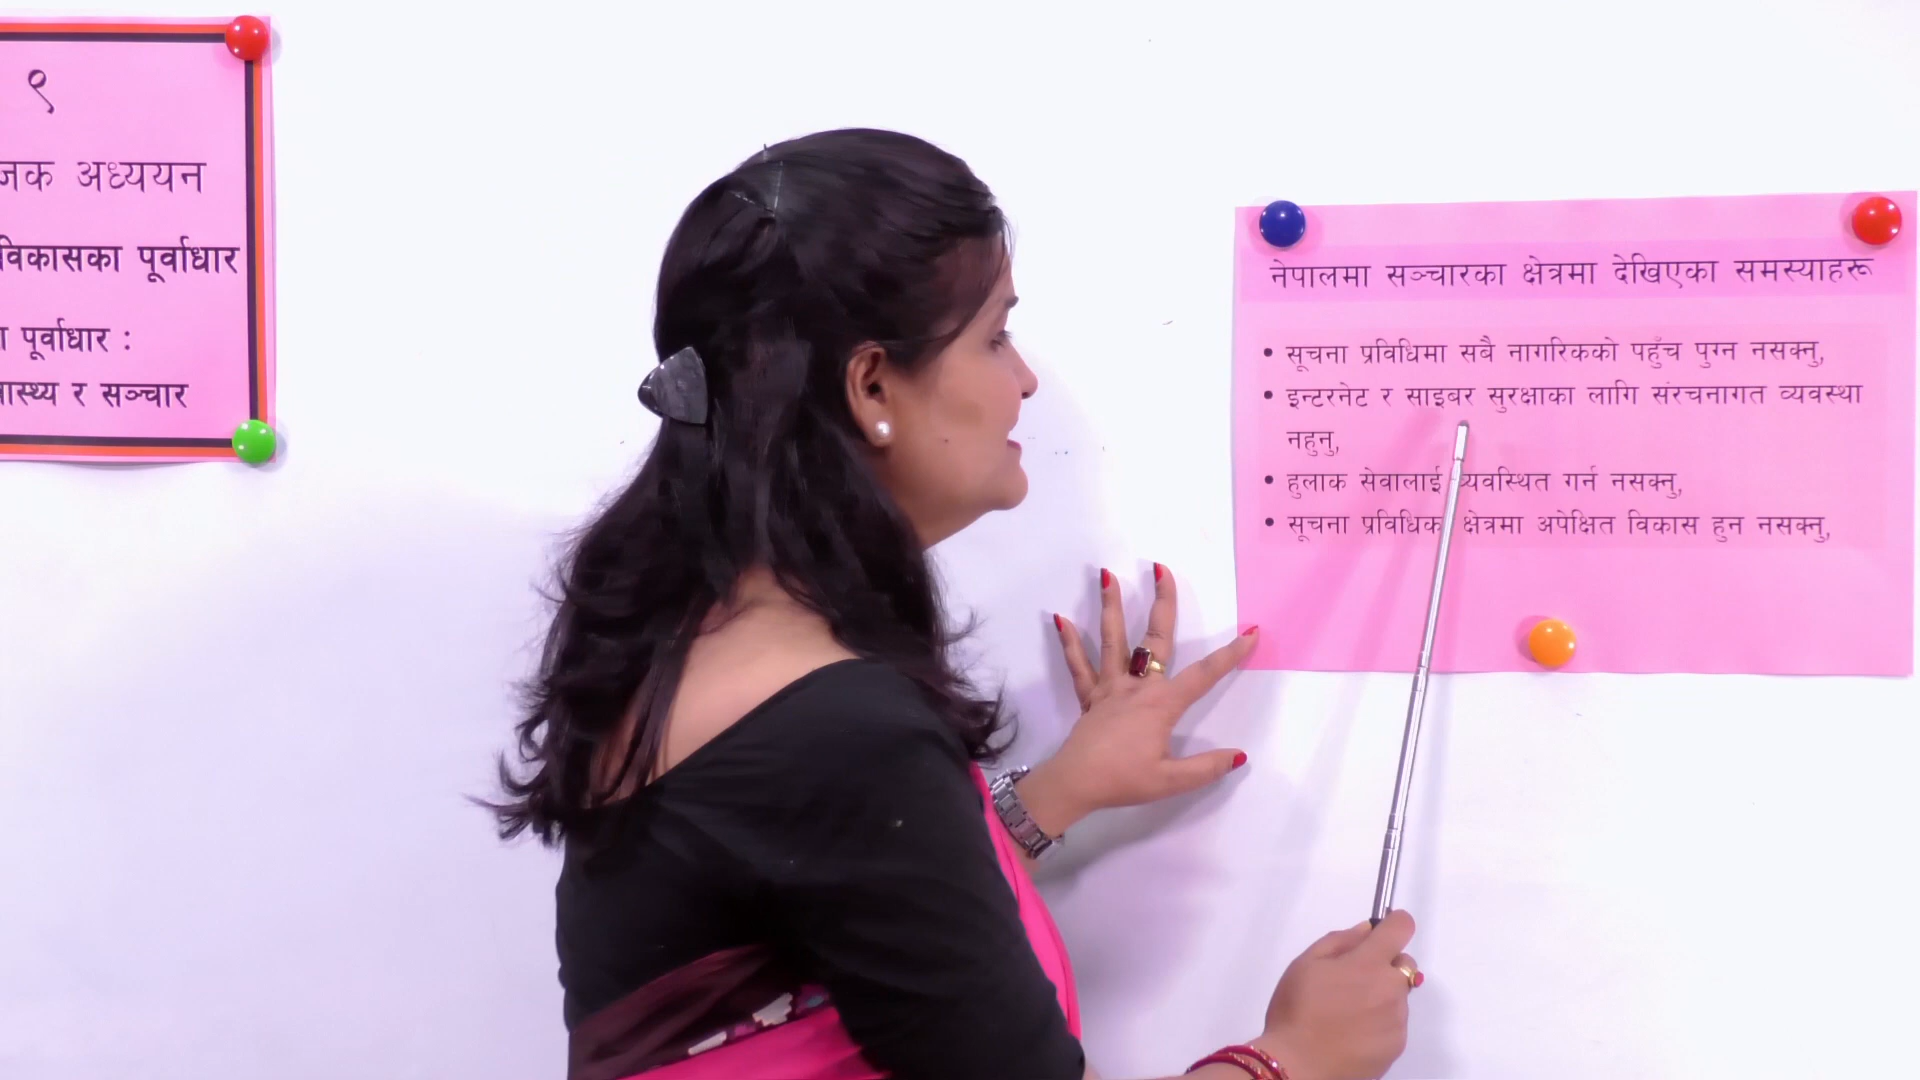 ९
अध्ययन
विकासका पूर्वाधार
पूर्वाधार :
र सञ्चार
नेपालमा सञ्चारका क्षेत्रमा देखिएका समस्याहरू
• सूचना प्रविधिमा सबै नागरिकको पहुँच पुग्न नसक्नु,
• इन्टरनेट र साइबर सुरक्षाका लागि संरचनागत व्यवस्था
नहुनु,
• हुलाक सेवालाई व्यवस्थित गर्न नसक्नु,
• सूचना प्रविधिका क्षेत्रमा अपेक्षित विकास हुन नसक्नु,